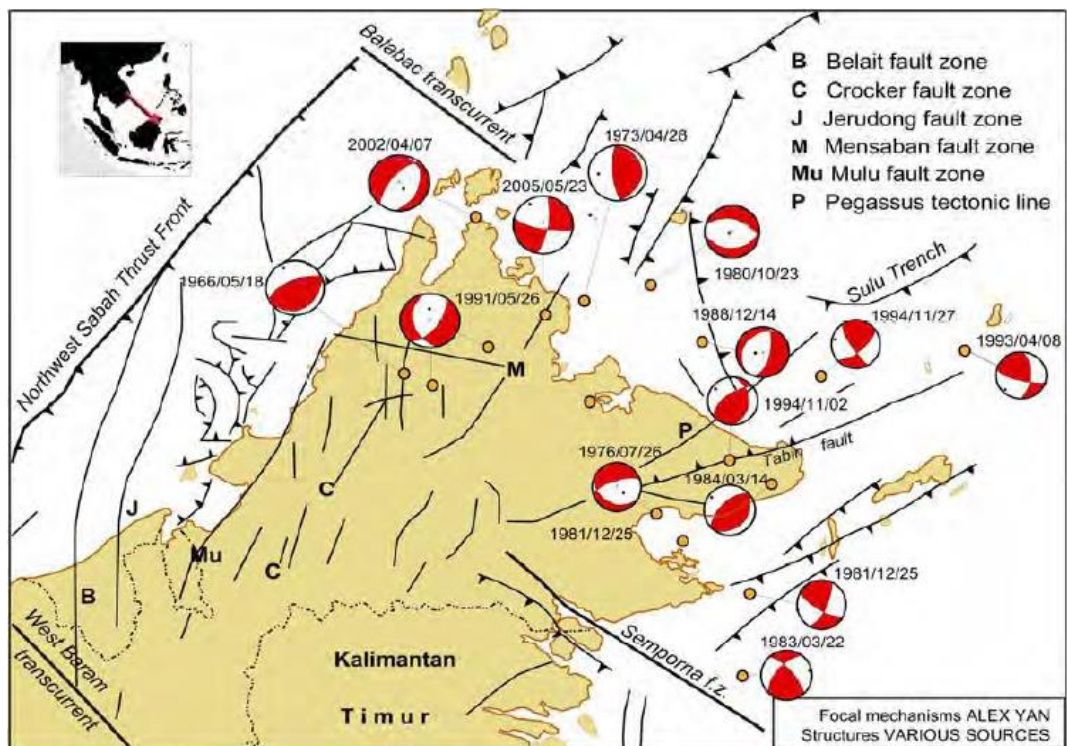 Balabac transcurrent
B Belait fault zone
C Crocker fault zone
J Jerudong fault zone
M Mensaban fault zone
Mu Mulu fault zone
P Pegassus tectonic line
Northwest Sabah Thrust Front
2002/04/07
1973/04/26
2005/05/23
1980/10/23
1966/05/18
1991/05/26
Sulu Trench
1988/12/14
1994/11/27
1993/04/08
M
1994/11/02
P
Tabin fault
1976/07/26
1984/03/14
C
J
1981/12/25
Mu
C
B
1981/12/25
West Baram transcurrent
Semporna f.z.
1983/03/22
Kalimantan
Timur
Focal mechanisms ALEX YAN
Structures VARIOUS SOURCES